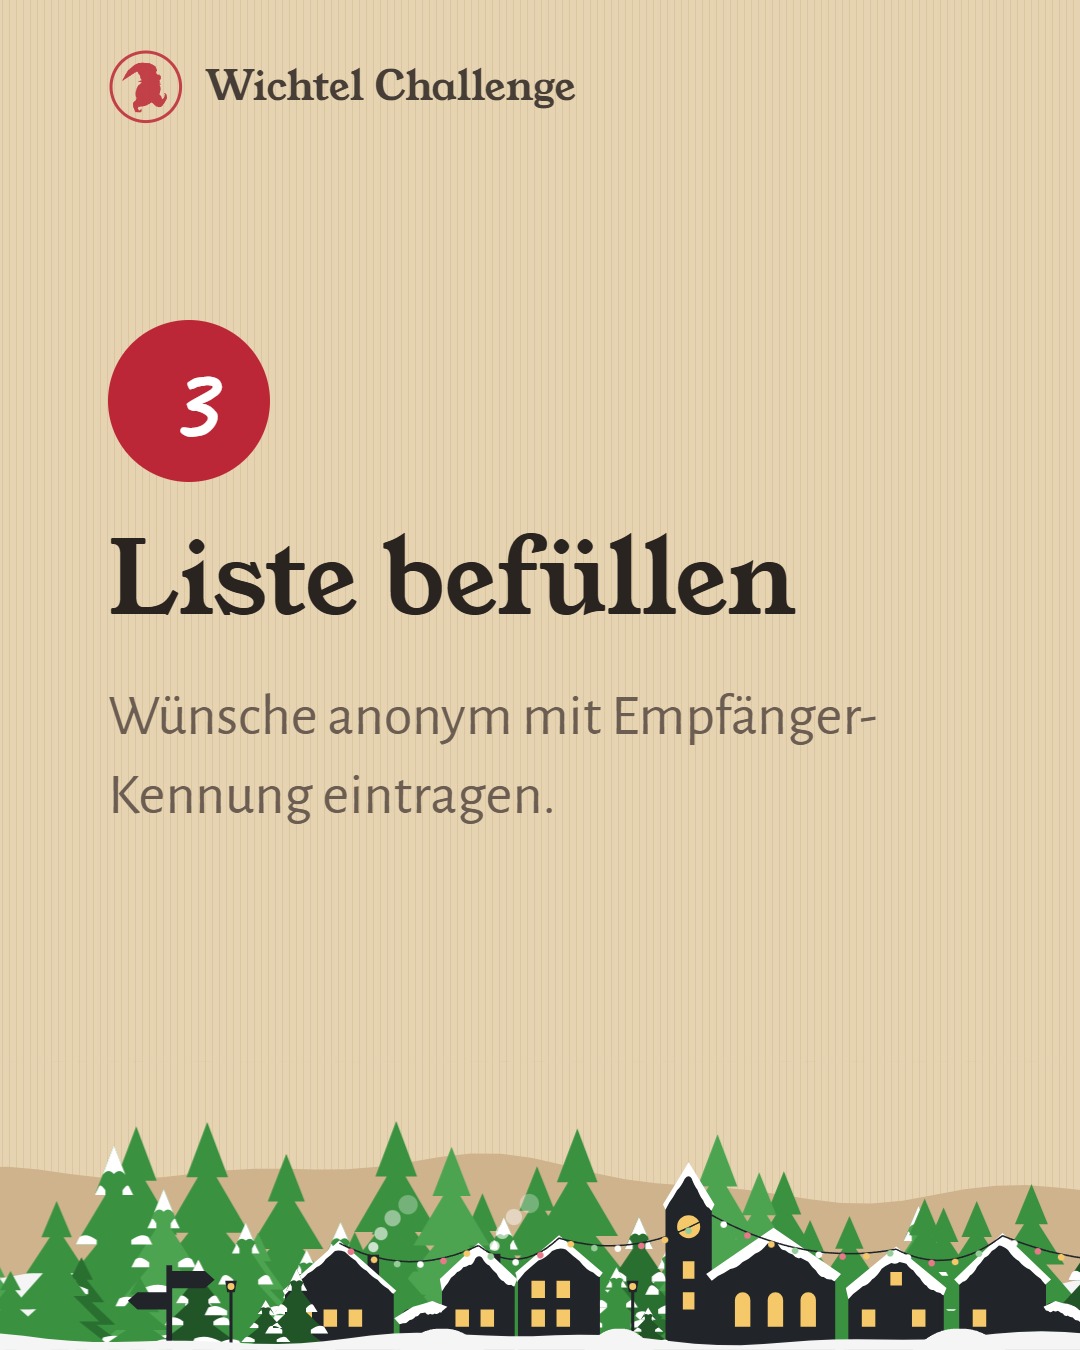 Wichtel Challenge
3
Liste befüllen
Wünsche anonym mit Empfänger-
Kennung eintragen.